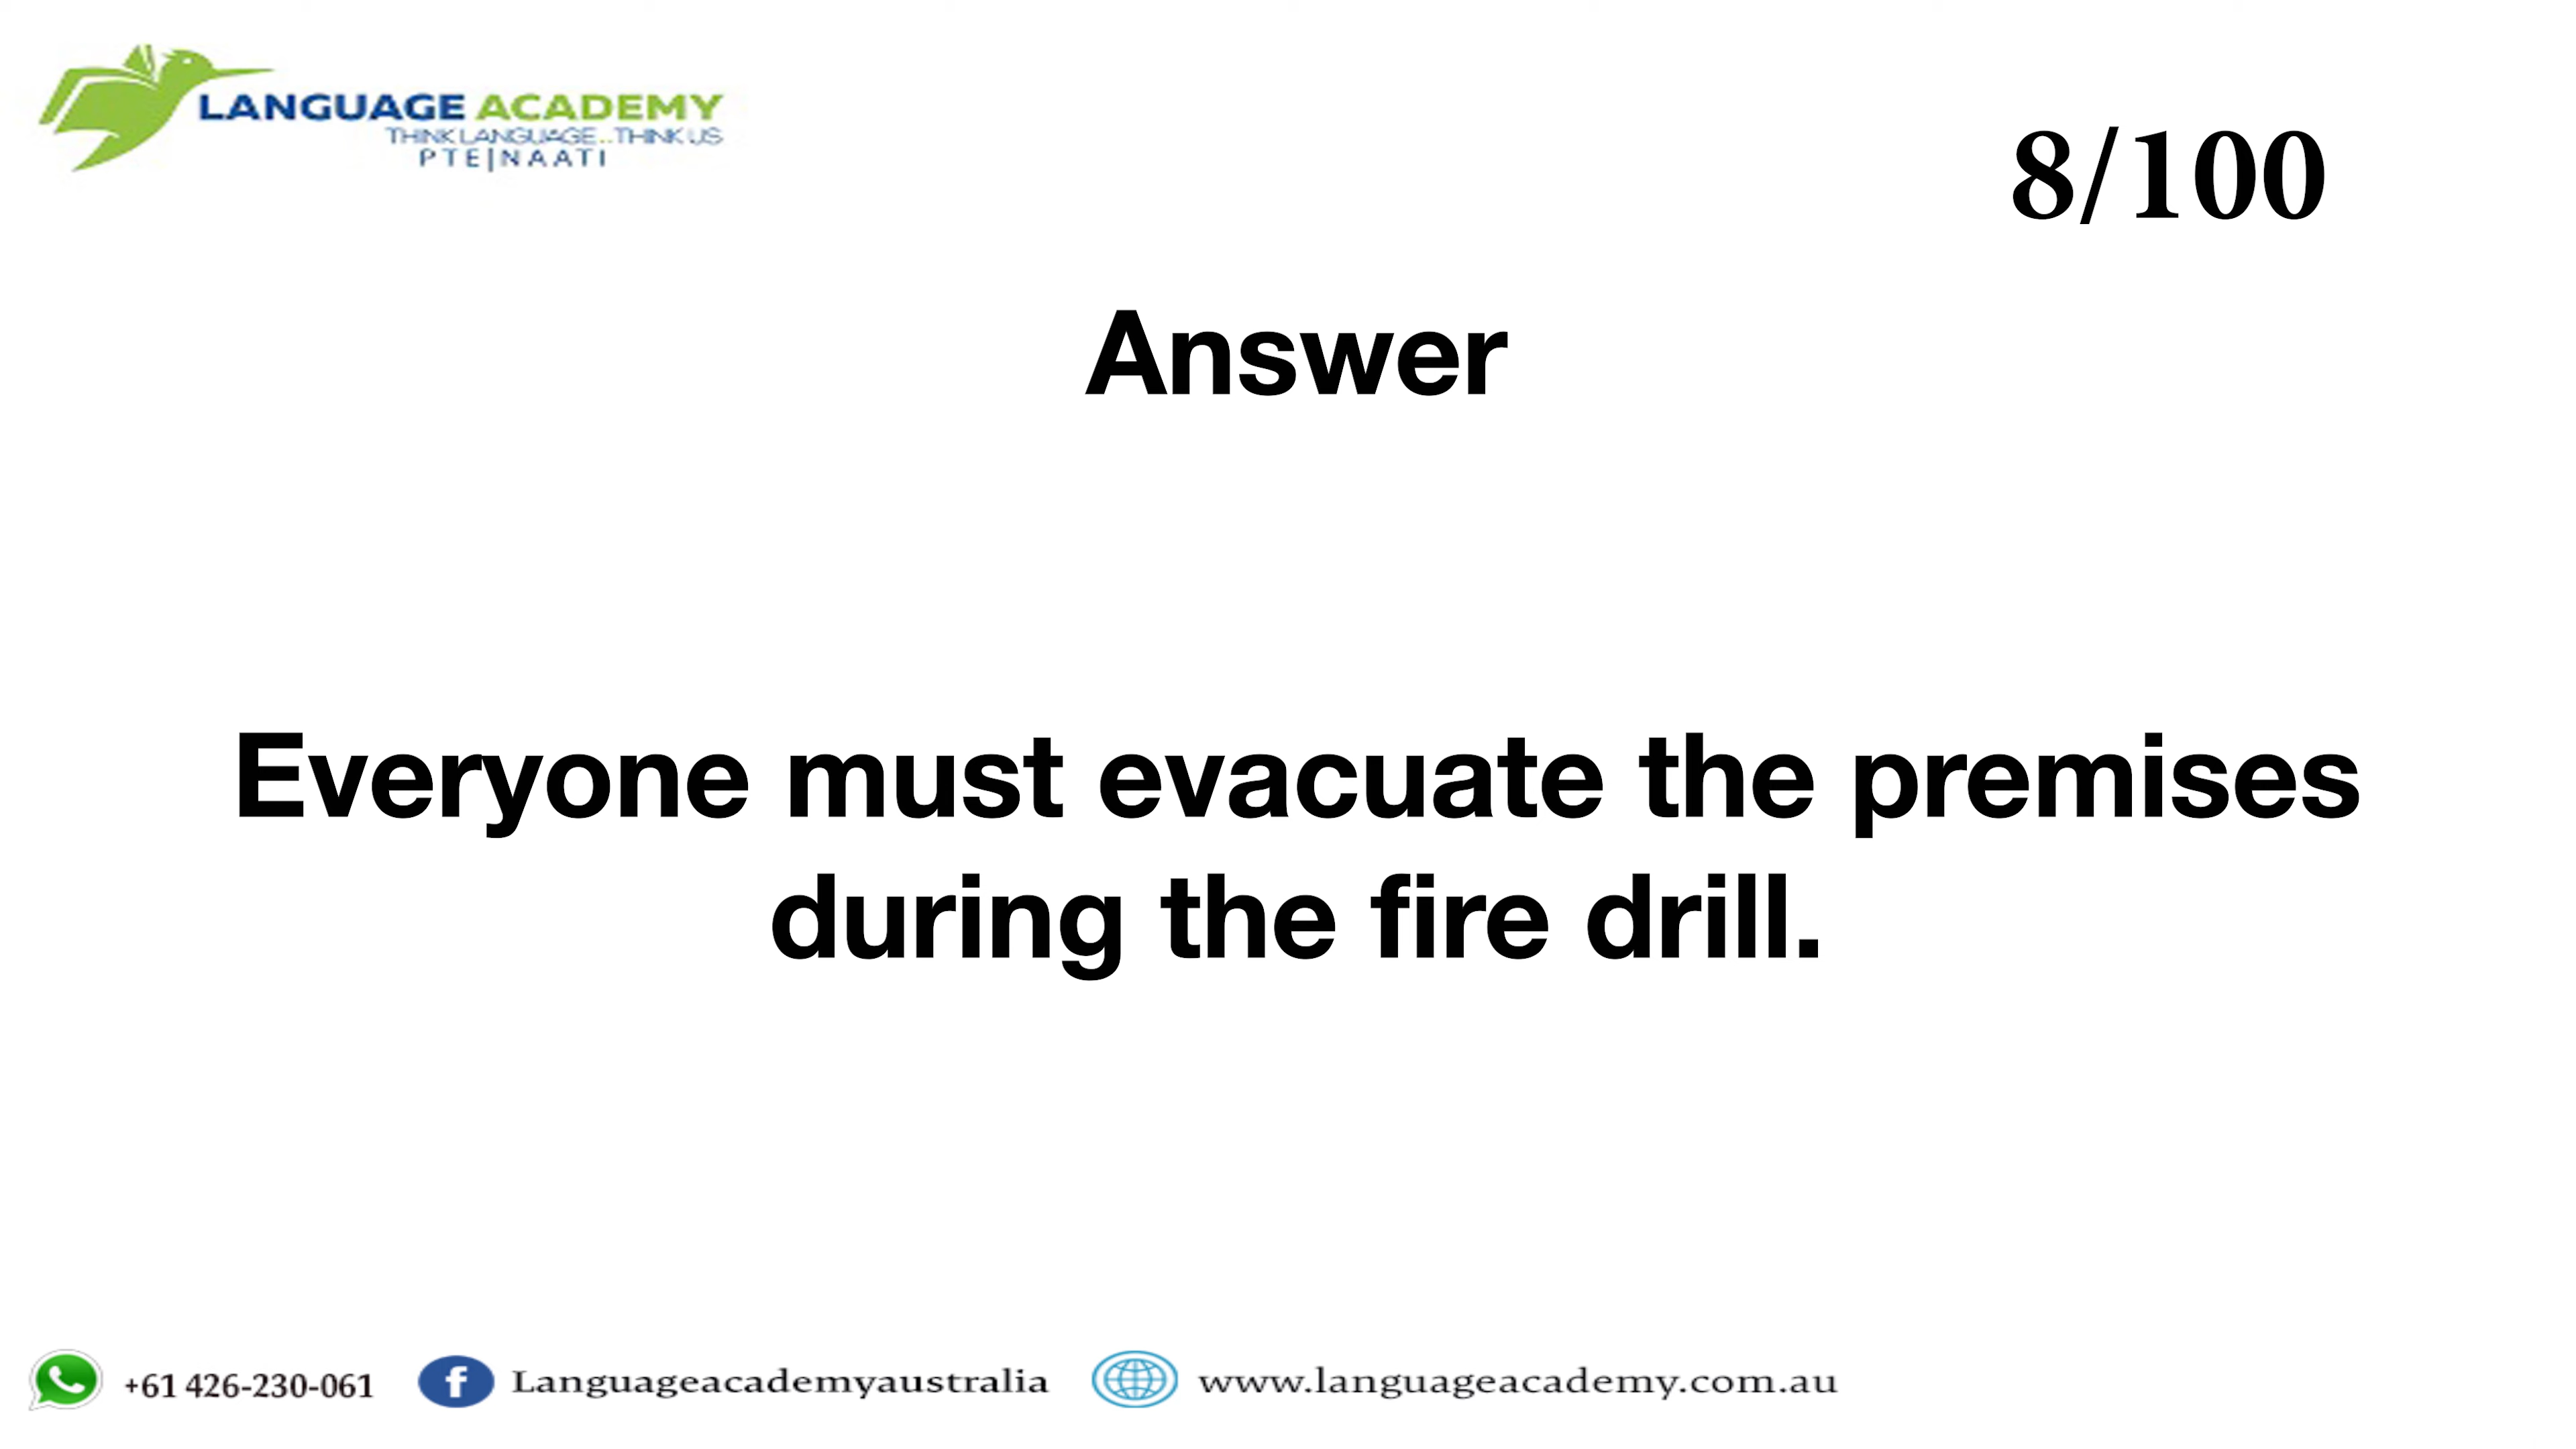 LANGUAGE ACADEMY
THINK LANGUAGE..THINK US
PTE|NAATI
8/100
Answer
Everyone must evacuate the premises
during the fire drill.
+61 426-230-061 Languageacademyaustralia www.languageacademy.com.au